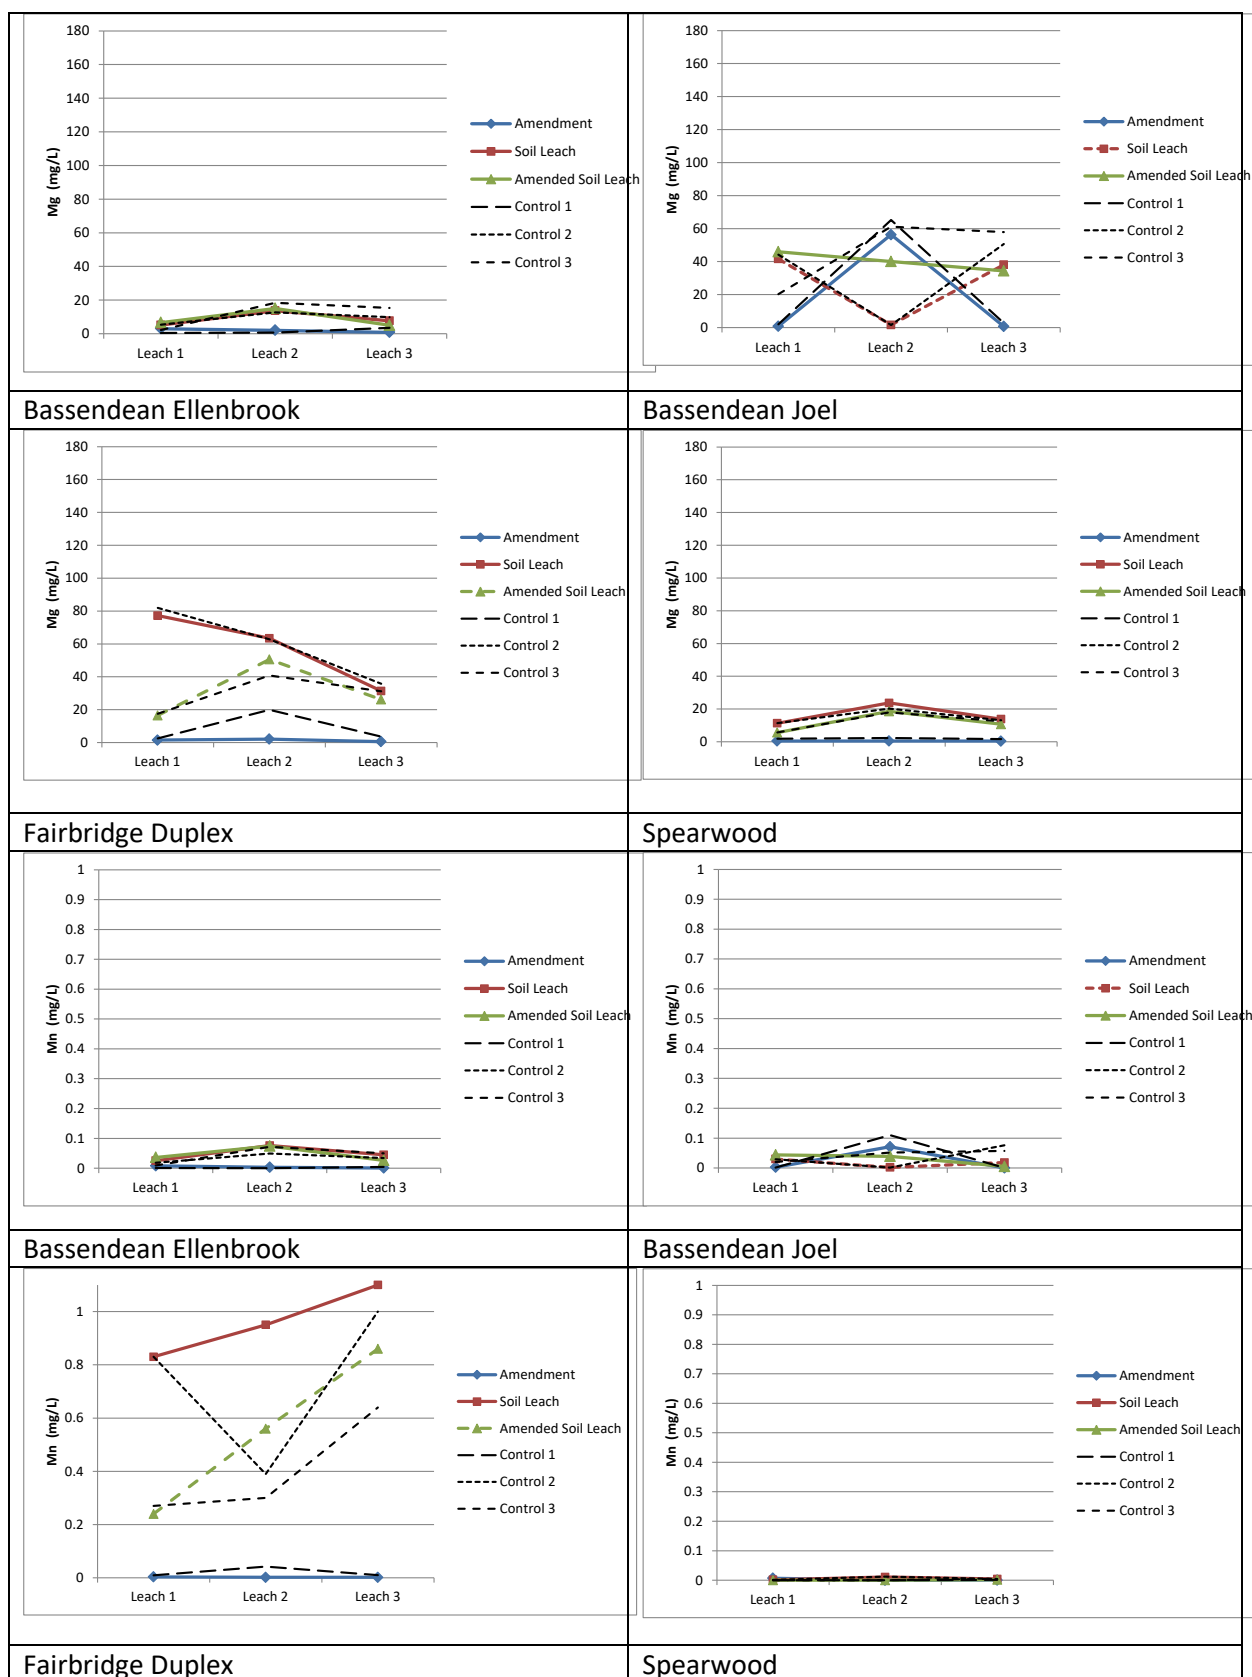 180
160
140
120
100
80
60
40
20
0
Mg (mg/L)
Leach 1 Leach 2 Leach 3
Amendment
Soil Leach
Amended Soil Leach
Control 1
Control 2
Control 3
180
160
140
120
100
80
60
40
20
0
Mg (mg/L)
Leach 1 Leach 2 Leach 3
Amendment
Soil Leach
Amended Soil Leach
Control 1
Control 2
Control 3
Bassendean Ellenbrook
Bassendean Joel
180
160
140
120
100
80
60
40
20
0
Mg (mg/L)
Leach 1 Leach 2 Leach 3
Amendment
Soil Leach
Amended Soil Leach
Control 1
Control 2
Control 3
180
160
140
120
100
80
60
40
20
0
Mg (mg/L)
Leach 1 Leach 2 Leach 3
Amendment
Soil Leach
Amended Soil Leach
Control 1
Control 2
Control 3
Fairbridge Duplex
Spearwood
1
0.9
0.8
0.7
0.6
0.5
0.4
0.3
0.2
0.1
0
Mn (mg/L)
Leach 1 Leach 2 Leach 3
Amendment
Soil Leach
Amended Soil Leach
Control 1
Control 2
Control 3
1
0.9
0.8
0.7
0.6
0.5
0.4
0.3
0.2
0.1
0
Mn (mg/L)
Leach 1 Leach 2 Leach 3
Amendment
Soil Leach
Amended Soil Leach
Control 1
Control 2
Control 3
Bassendean Ellenbrook
Bassendean Joel
1
0.8
0.6
0.4
0.2
0
Mn (mg/L)
Leach 1 Leach 2 Leach 3
Amendment
Soil Leach
Amended Soil Leach
Control 1
Control 2
Control 3
1
0.9
0.8
0.7
0.6
0.5
0.4
0.3
0.2
0.1
0
Mn (mg/L)
Leach 1 Leach 2 Leach 3
Amendment
Soil Leach
Amended Soil Leach
Control 1
Control 2
Control 3
Fairbridge Duplex
Spearwood